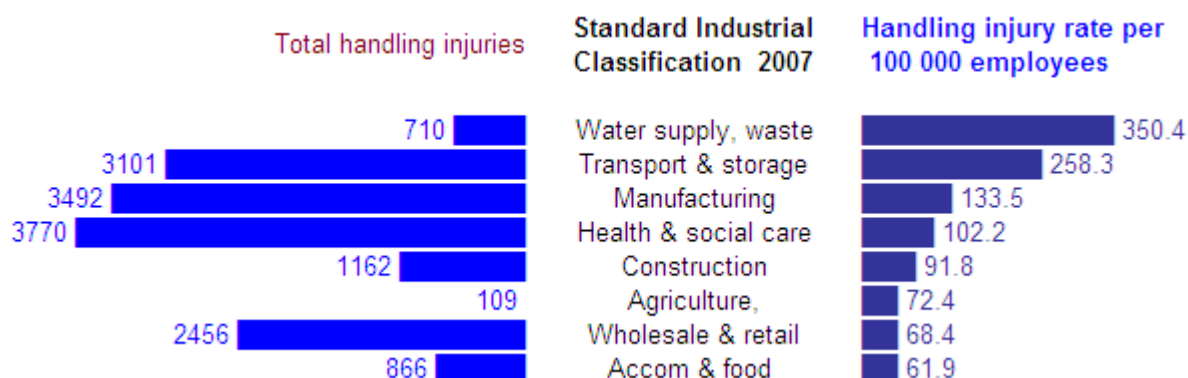 Total handling injuries Standard Industrial Classification 2007 Handling injury rate per 100 000 employees
710 Water supply, waste 350.4
3101 Transport & storage 258.3
3492 Manufacturing 133.5
3770 Health & social care 102.2
1162 Construction 91.8
109 Agriculture, 72.4
2456 Wholesale & retail 68.4
866 Accom & food 61.9